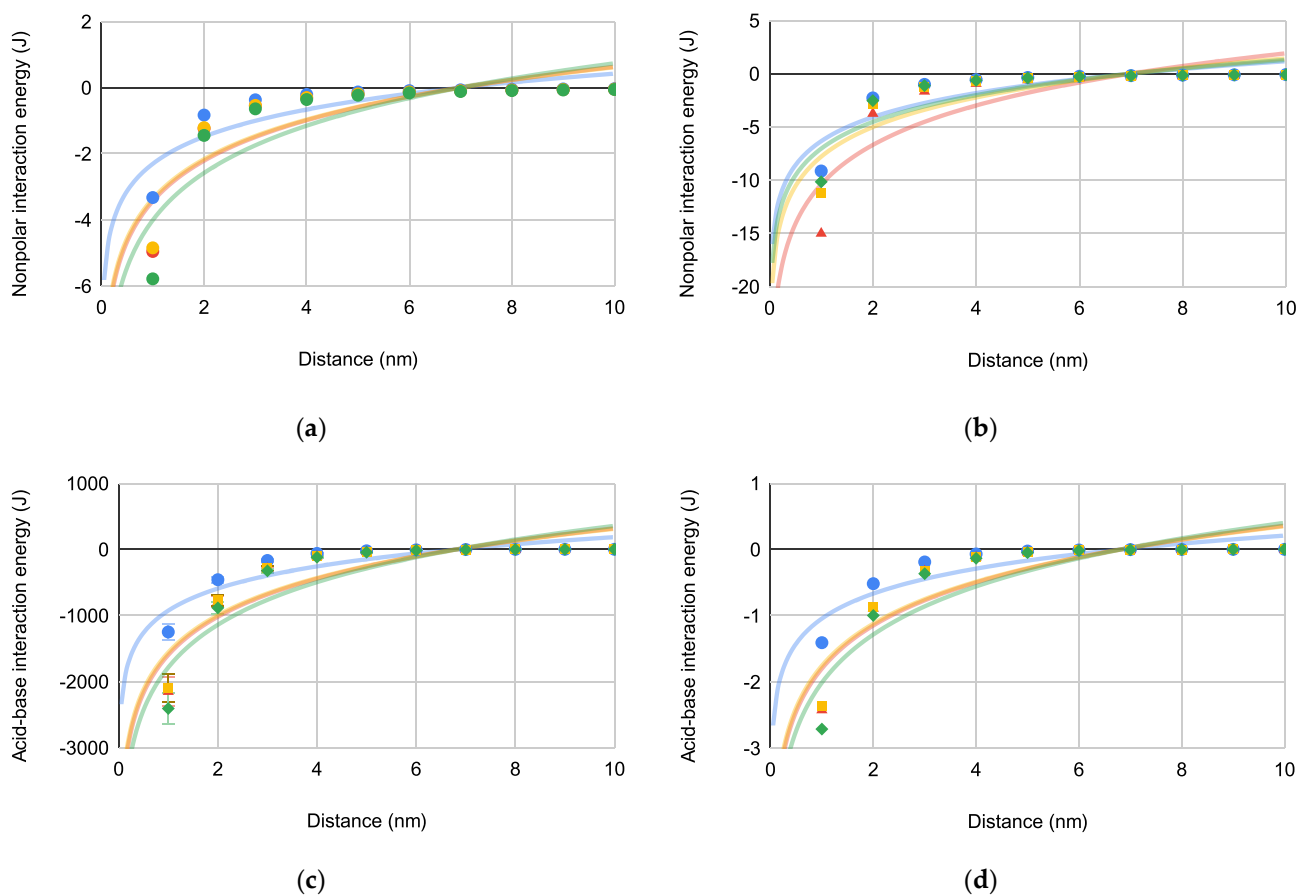 Nonpolar interaction energy (J)
2
0
-2
-4
-6
0 2 4 6 8 10
Distance (nm)
(a)
Nonpolar interaction energy (J)
5
0
-5
-10
-15
-20
0 2 4 6 8 10
Distance (nm)
(b)
Acid-base interaction energy (J)
1000
0
-1000
-2000
-3000
0 2 4 6 8 10
Distance (nm)
(c)
Acid-base interaction energy (J)
1
0
-1
-2
-3
0 2 4 6 8 10
Distance (nm)
(d)